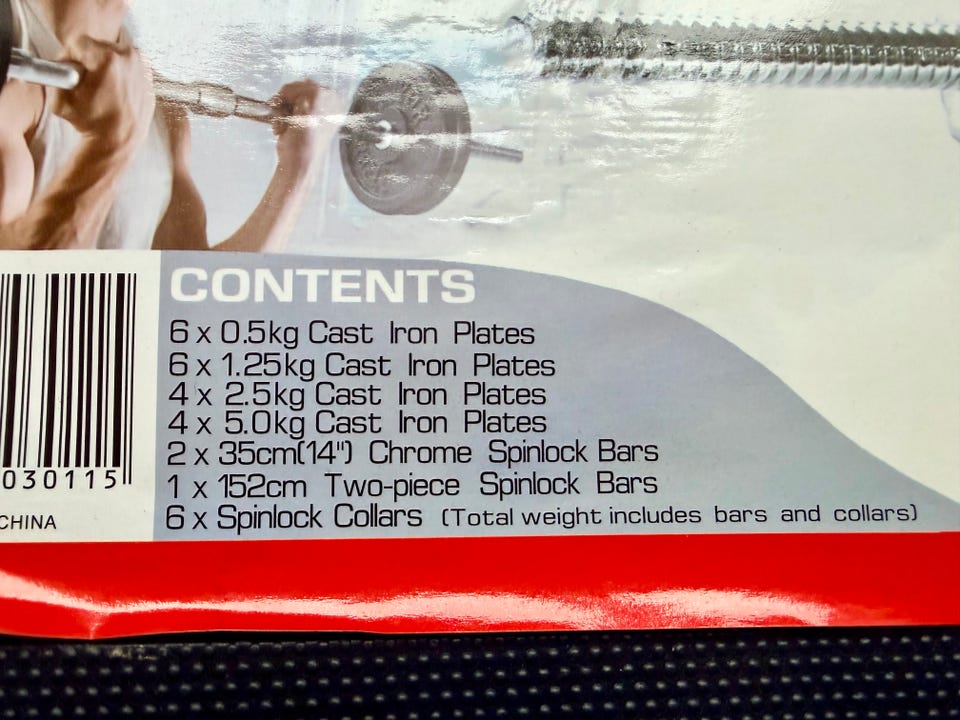 CONTENTS
6 x 0.5kg Cast Iron Plates
6 x 1.25kg Cast Iron Plates
4 x 2.5kg Cast Iron Plates
4 x 5.0kg Cast Iron Plates
2 x 35cm(14") Chrome Spinlock Bars
1 x 152cm Two-piece Spinlock Bars
6 x Spinlock Collars (Total weight includes bars and collars)
030115
CHINA